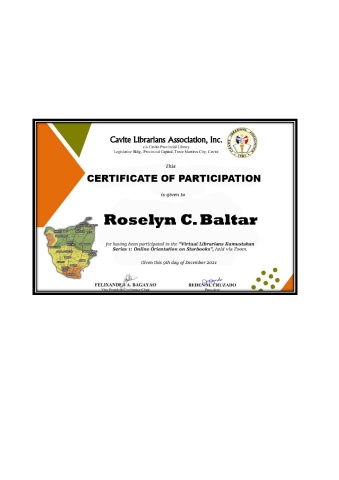 Cavite Librarians Association, Inc.
c/o Cavite Provincial Library
Legislative Bldg., Provincial Capitol, Trece Martires City, Cavite
This
CERTIFICATE OF PARTICIPATION
is given to
Roselyn C. Baltar
for having been participated in the "Virtual Librarians Kumustahan
Series 1: Online Orientation on Starbooks", held via Zoom.
Given this 9th day of December 2021
FELIXANDER A. BAGAYAO
REDEN M. CRUZADO
President